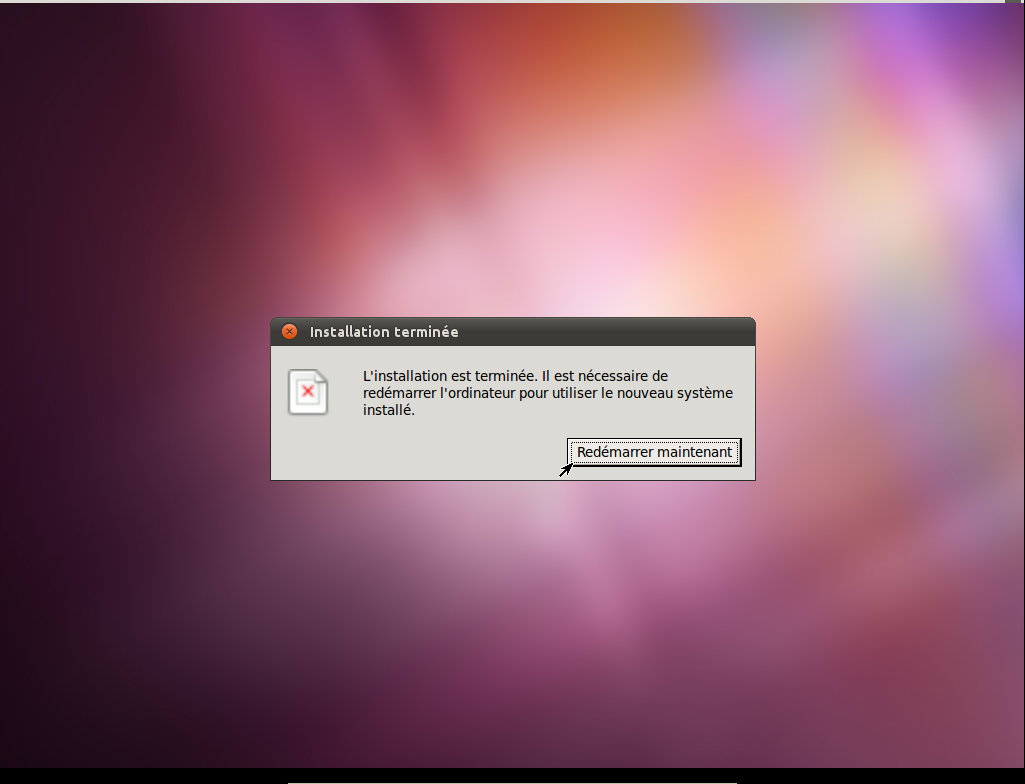 Installation terminée
L'installation est terminée. Il est nécessaire de
redémarrer l'ordinateur pour utiliser le nouveau système
installé.
Redémarrer maintenant